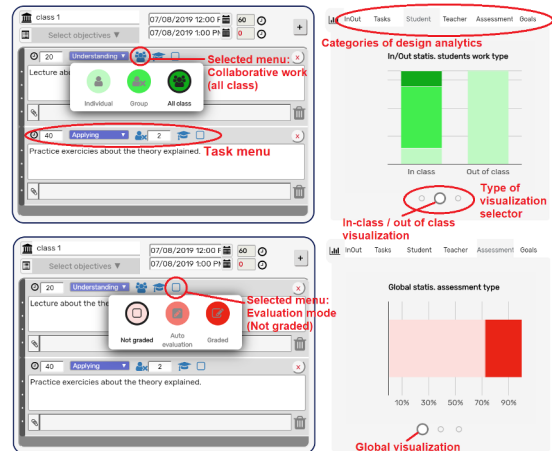 class 1
07/08/2019 12:00 F
60
Select objectives ▼
07/08/2019 1:00 PM
0
+
20
Understanding ▼
x
Lecture abo
Individual
Group
All class
Selected menu:
Collaborative work
(all class)
40
Applying ▼
2
x
Practice exercicies about the theory explained.
Task menu
InOut
Tasks
Student
Teacher
Assessment
Goals
Categories of design analytics
In/Out statis. students work type
In class
Out of class
Type of
visualization
selector
In-class / out of class
visualization
class 1
07/08/2019 12:00 F
60
Select objectives ▼
07/08/2019 1:00 PM
0
+
20
Understanding ▼
x
Lecture about the the
Not graded
Auto
evaluation
Graded
Selected menu:
Evaluation mode
(Not graded)
40
Applying ▼
2
x
Practice exercicies about the theory explained.
InOut
Tasks
Student
Teacher
Assessment
Goals
Global statis. assessment type
10%
30%
50%
70%
90%
Global visualization